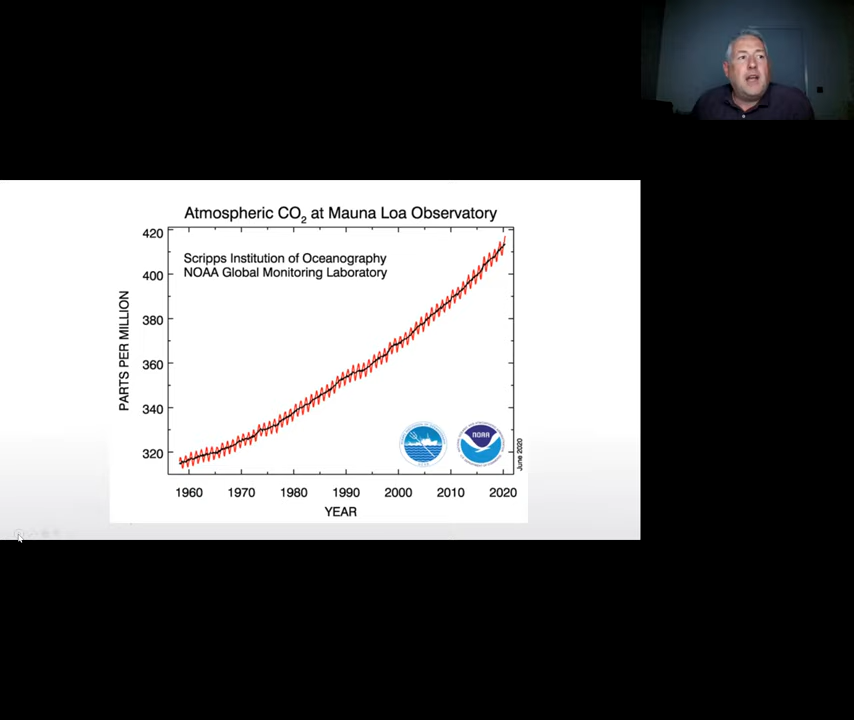 Atmospheric CO₂ at Mauna Loa Observatory
Scripps Institution of Oceanography
NOAA Global Monitoring Laboratory
PARTS PER MILLION
420
400
380
360
340
320
1960 1970 1980 1990 2000 2010 2020
YEAR
NOAA
June 2020